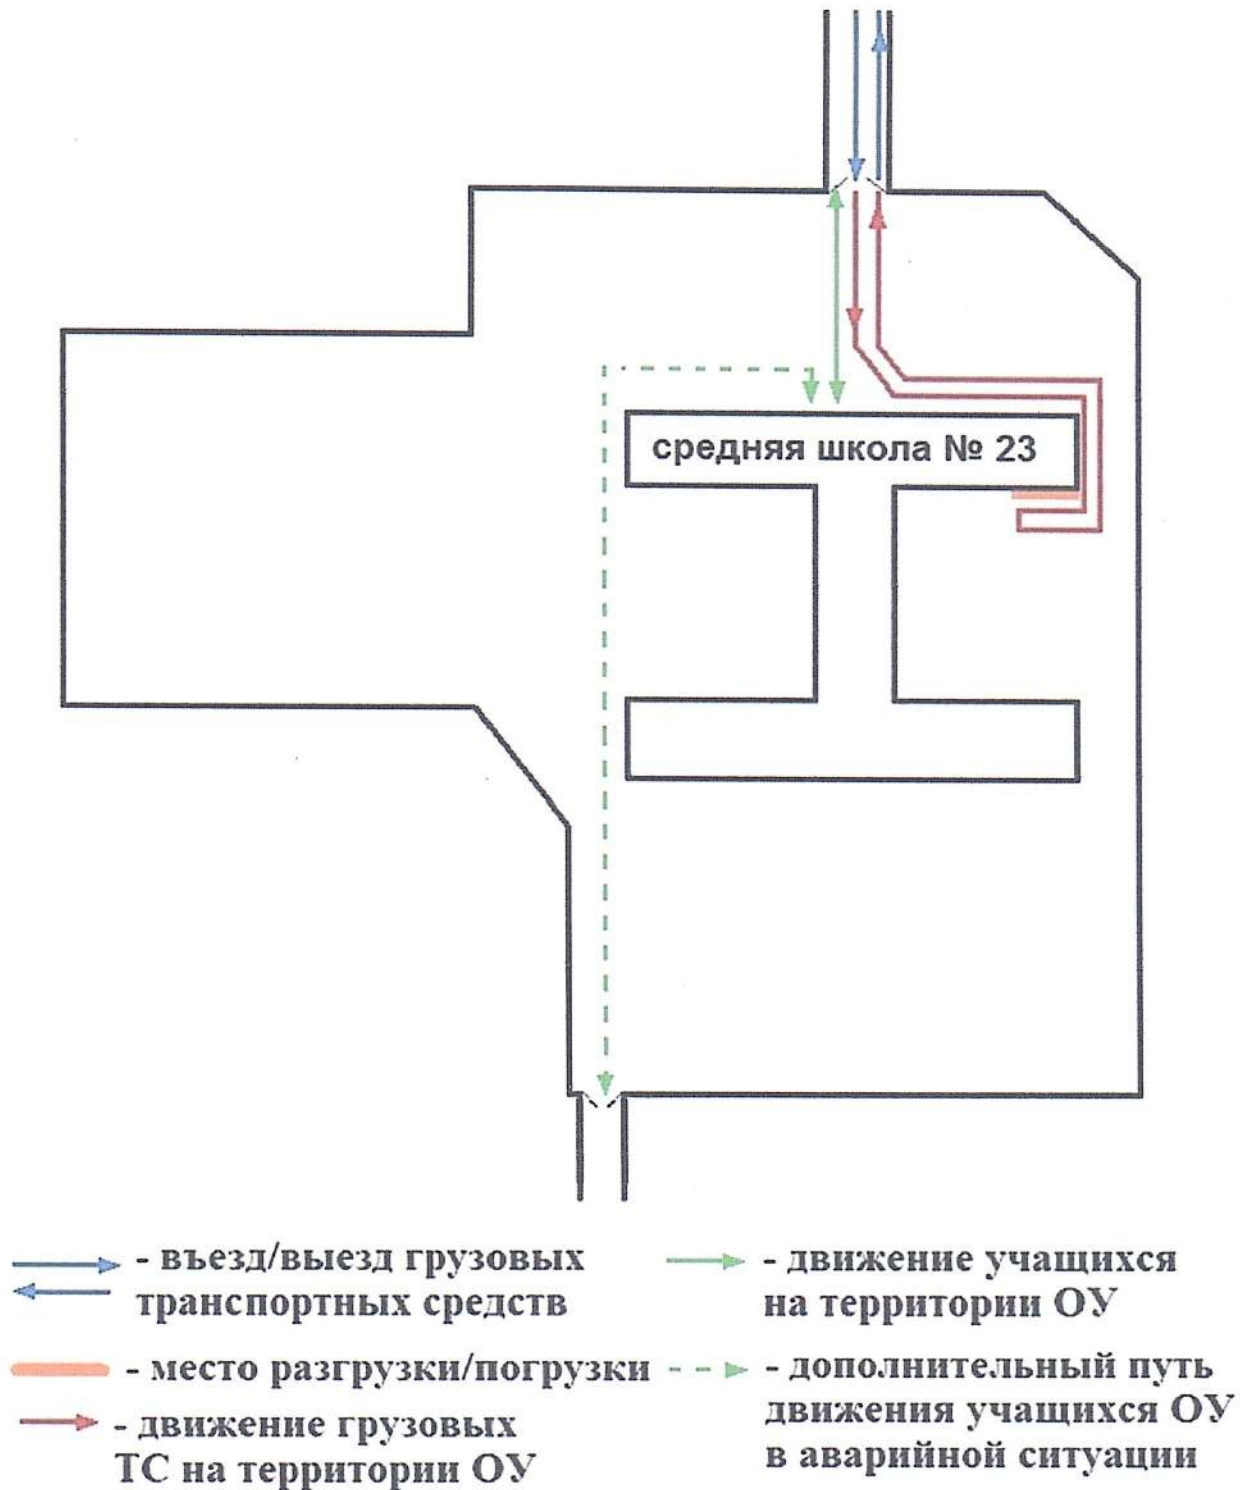 средняя школа № 23
- въезд/выезд грузовых
транспортных средств
- место разгрузки/погрузки
- движение грузовых
ТС на территории ОУ
- движение учащихся
на территории ОУ
- дополнительный путь
движения учащихся ОУ
в аварийной ситуации